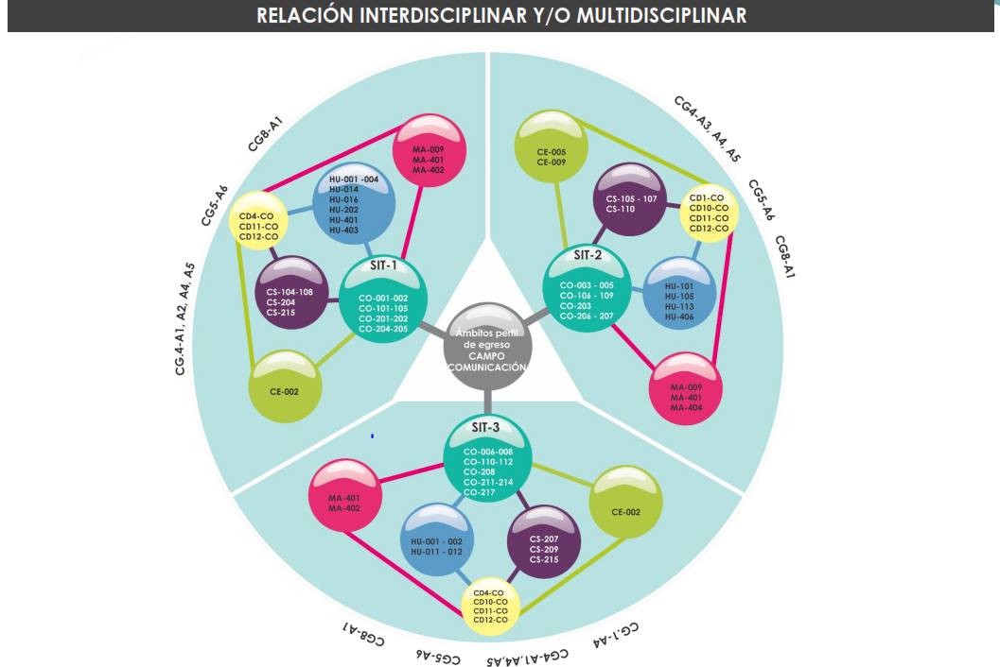 RELACIÓN INTERDISCIPLINAR Y/O MULTIDISCIPLINAR
CG8-A1
CG5-A6
CG.4-A1, A2, A4, A5
MA-009
MA-401
MA-402
HU-001 -004
HU-014
HU-016
HU-202
HU-401
HU-403
CD4-CO
CD11-CO
CD12-CO
CS-104-108
CS-204
CS-215
SIT-1
CO-001-002
CO-101-105
CO-201-202
CO-204-205
CE-002
CG4-A3, A4, A5
CG5-A6
CG8-A1
CE-005
CE-009
CS-105 - 107
CS-110
CD1-CO
CD10-CO
CD11-CO
CD12-CO
SIT-2
CO-003 - 005
CO-106 - 109
CO-203
CO-206 - 207
HU-101
HU-105
HU-113
HU-406
MA-009
MA-401
MA-404
Ámbitos perfil
de egreso
CAMPO
COMUNICACIÓN
SIT-3
CO-006-008
CO-110-112
CO-208
CO-211-214
CO-217
MA-401
MA-402
HU-001 - 002
HU-011 - 012
CS-207
CS-209
CS-215
CE-002
CD4-CO
CD10-CO
CD11-CO
CD12-CO
CG8-A1
CG5-A6
CG4-A1,A4,A5
CG.1-A4